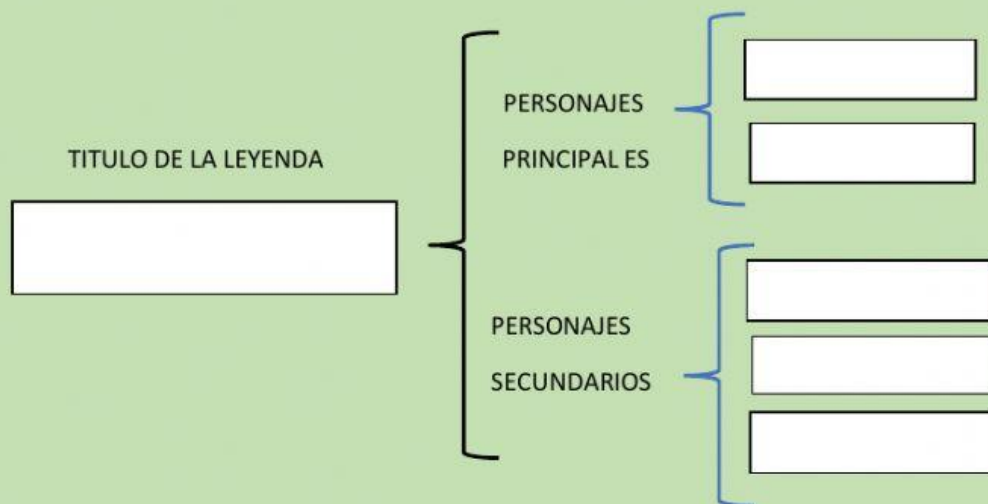 TITULO DE LA LEYENDA
PERSONAJES
PRINCIPAL ES
PERSONAJES
SECUNDARIOS